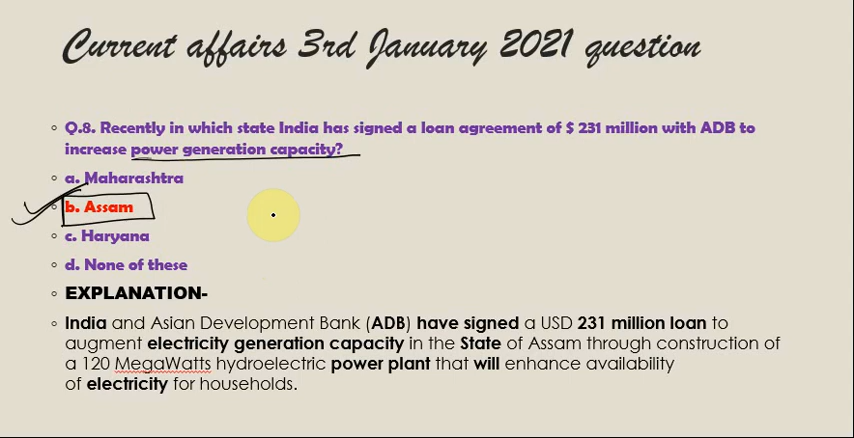 Current affairs 3rd January 2021 question
Q.8. Recently in which state India has signed a loan agreement of $ 231 million with ADB to
increase power generation capacity?
a. Maharashtra
b. Assam
c. Haryana
d. None of these
EXPLANATION-
India and Asian Development Bank (ADB) have signed a USD 231 million loan to
augment electricity generation capacity in the State of Assam through construction of
a 120 MegaWatts hydroelectric power plant that will enhance availability
of electricity for households.